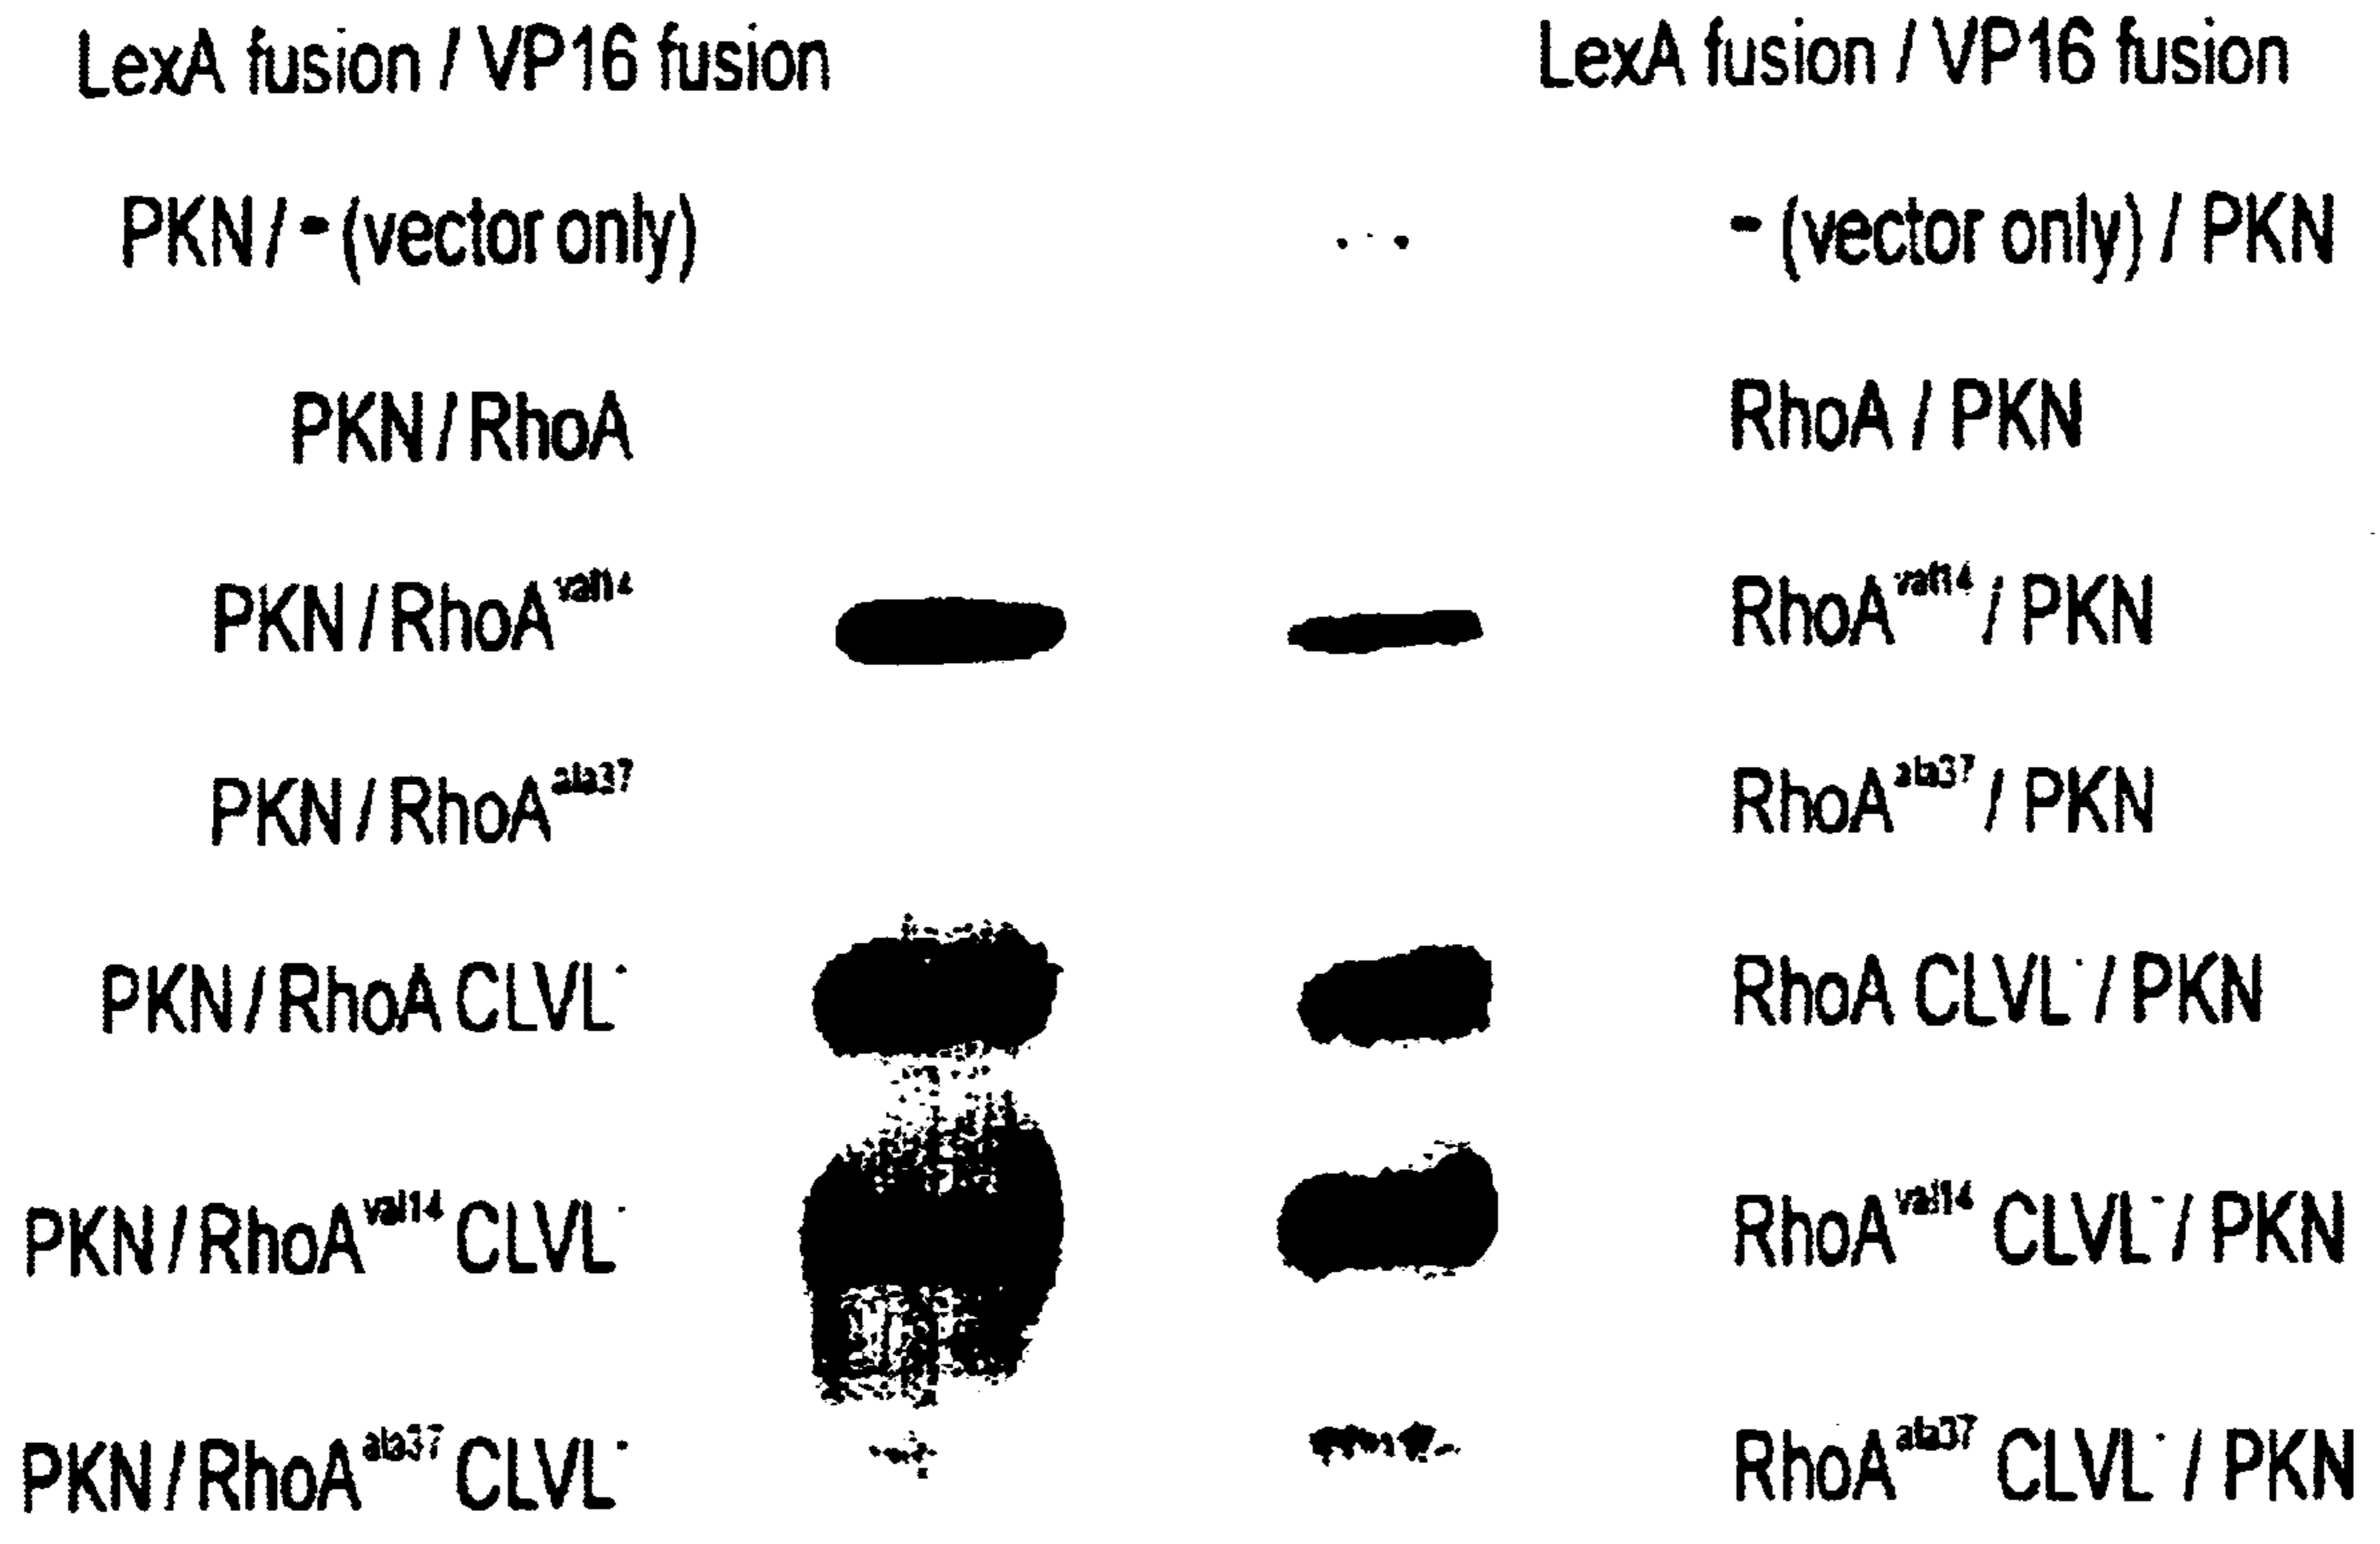 LexA fusion / VP16 fusion LexA fusion / VP16 fusion
PKN / - (vector only) - (vector only) / PKN
PKN / RhoA RhoA / PKN
PKN / RhoA val14 RhoA val14 / PKN
PKN / RhoA ala37 RhoA ala37 / PKN
PKN / RhoA CLVL- RhoA CLVL- / PKN
PKN / RhoA val14 CLVL- RhoA val14 CLVL- / PKN
PKN / RhoA ala37 CLVL- RhoA ala37 CLVL- / PKN